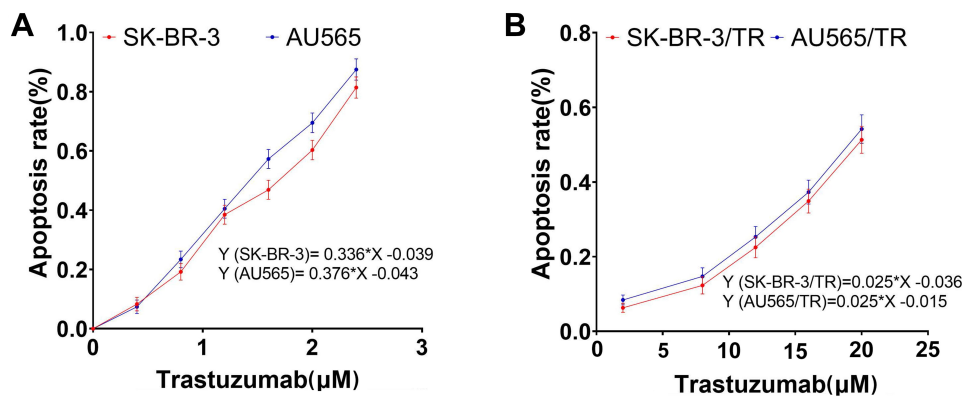 A
SK-BR-3
AU565
Apoptosis rate(%)
1.0
0.8
0.6
0.4
0.2
0.0
Y (SK-BR-3)= 0.336*X -0.039
Y (AU565)= 0.376*X -0.043
0
1
2
3
Trastuzumab(μM)
B
SK-BR-3/TR
AU565/TR
Apoptosis rate(%)
0.8
0.6
0.4
0.2
0.0
Y (SK-BR-3/TR)=0.025*X -0.036
Y (AU565/TR)=0.025*X -0.015
0
5
10
15
20
25
Trastuzumab(μM)